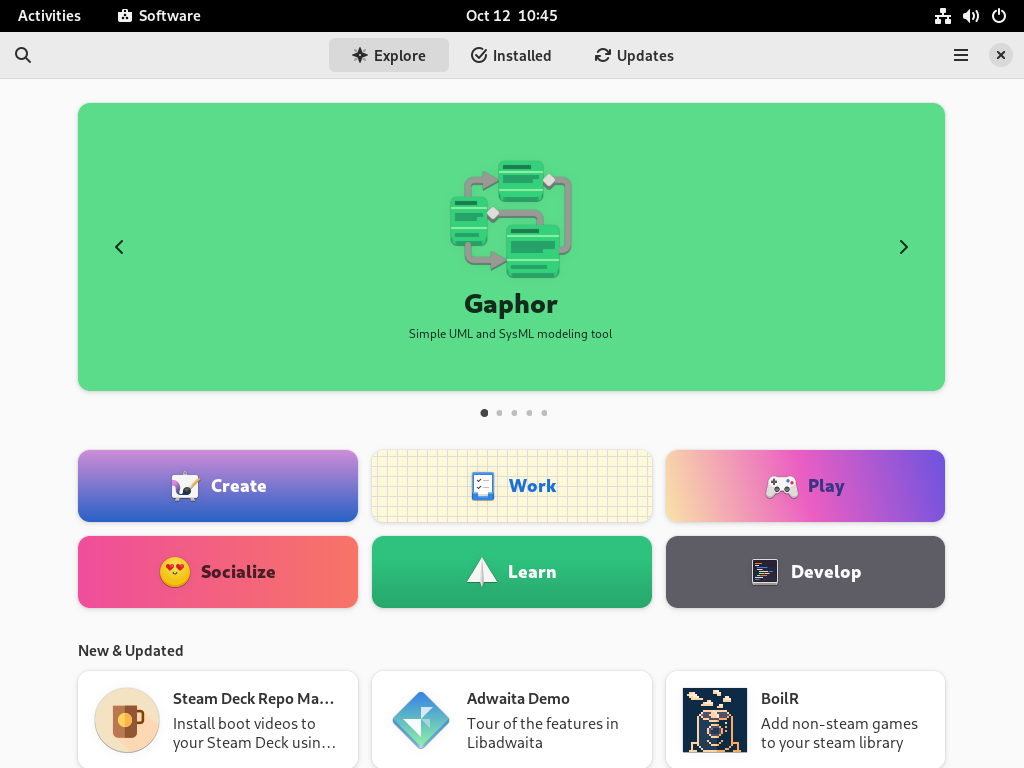 Activities
Software
Oct 12 10:45
Explore
Installed
Updates
Gaphor
Simple UML and SysML modeling tool
Create
Work
Play
Socialize
Learn
Develop
New & Updated
Steam Deck Repo Ma...
Install boot videos to
your Steam Deck usin...
Adwaita Demo
Tour of the features in
Libadwaita
BoilR
Add non-steam games
to your steam library